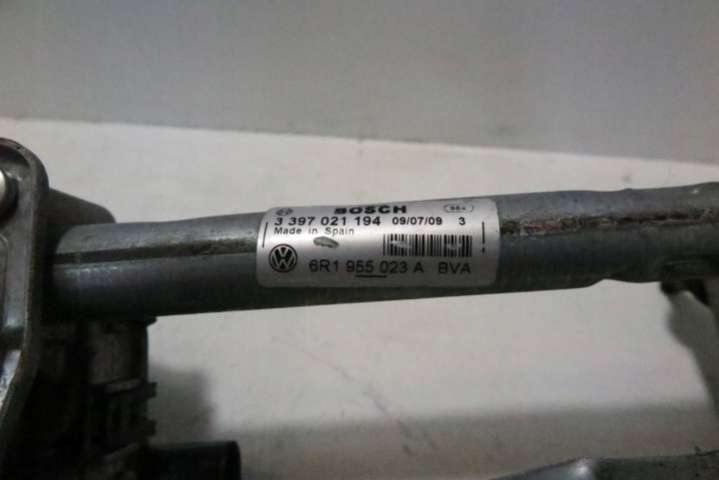 BOSCH
3 397 021 194 09/07/09 3
Made in Spain
6R1 955 023 A BVA